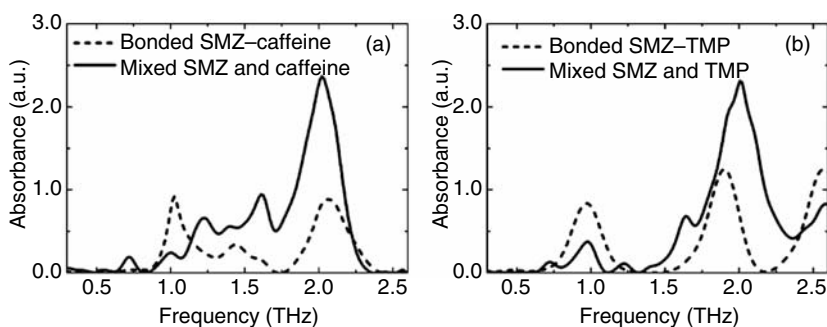 3.0
2.0
1.0
0.0
Absorbance (a.u.)
Bonded SMZ–caffeine
Mixed SMZ and caffeine
(a)
0.5 1.0 1.5 2.0 2.5
Frequency (THz)
3.0
2.0
1.0
0.0
Absorbance (a.u.)
Bonded SMZ–TMP
Mixed SMZ and TMP
(b)
0.5 1.0 1.5 2.0 2.5
Frequency (THz)